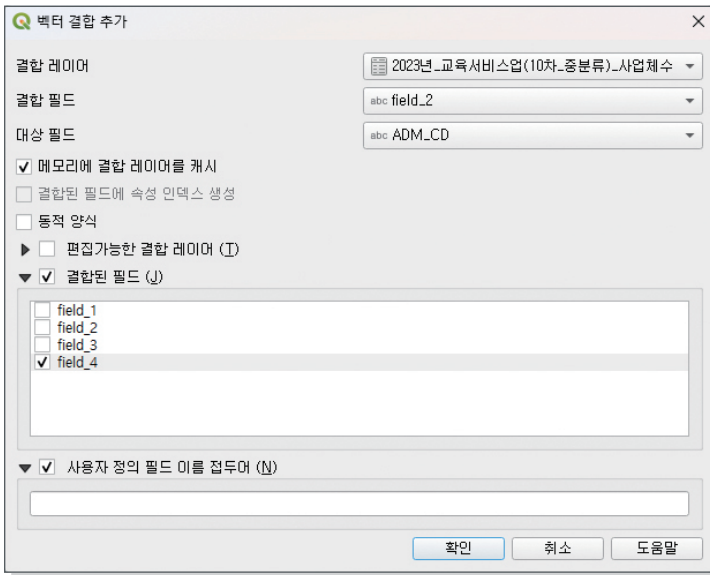 벡터 결합 추가
결합 레이어 2023년_교육서비스업(10차_중분류)_사업체수
결합 필드 abc field_2
대상 필드 abc ADM_CD
메모리에 결합 레이어를 캐시
결합된 필드에 속성 인덱스 생성
동적 양식
편집가능한 결합 레이어 (T)
결합된 필드 (J)
field_1
field_2
field_3
field_4
사용자 정의 필드 이름 접두어 (N)
확인 취소 도움말